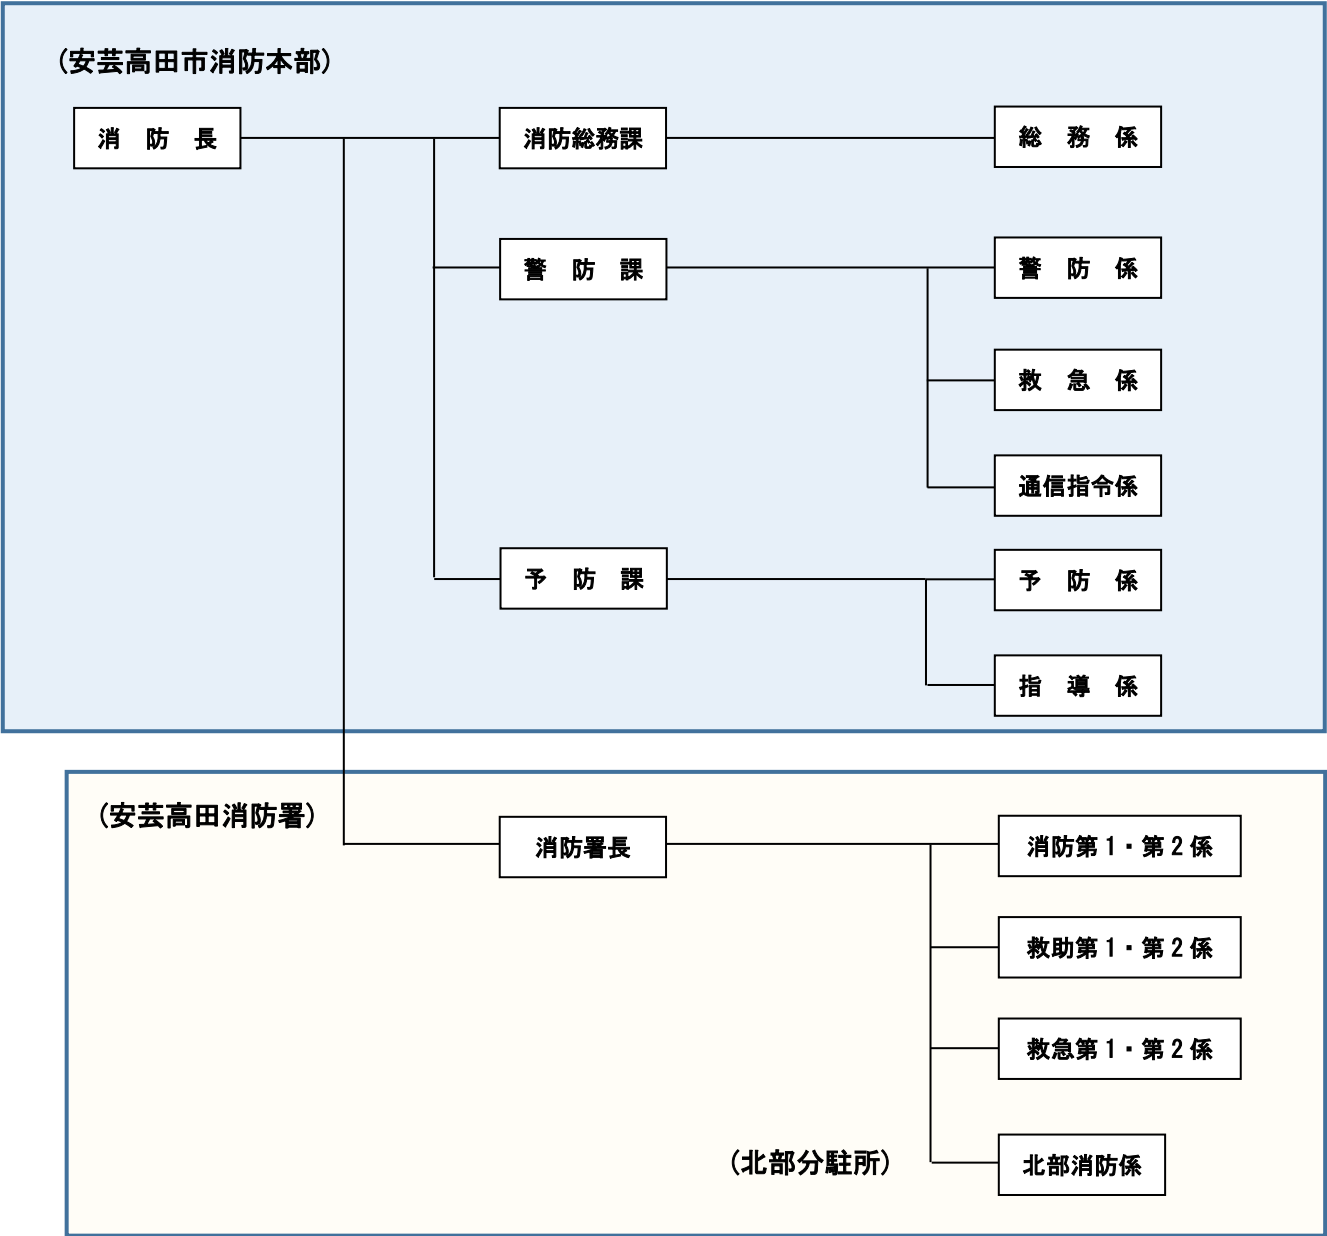 （安芸高田市消防本部）
消　防　長
消防総務課
総　務　係
警　防　課
警　防　係
救　急　係
通信指令係
予　防　課
予　防　係
指　導　係
（安芸高田消防署）
消防署長
消防第１・第２係
救助第１・第２係
救急第１・第２係
（北部分駐所）
北部消防係